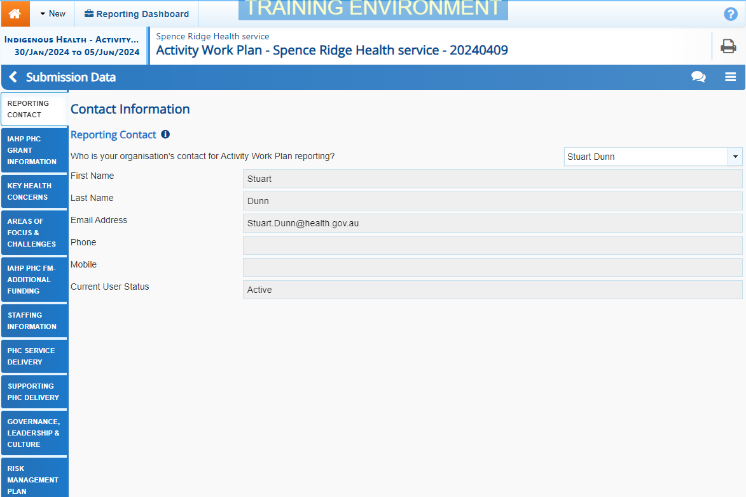 TRAINING ENVIRONMENT
New
Reporting Dashboard
?
Indigenous Health - Activity...
30/Jan/2024 to 05/Jun/2024
Spence Ridge Health service
Activity Work Plan - Spence Ridge Health service - 20240409
Submission Data
REPORTING
CONTACT
IAHP PHC
GRANT
INFORMATION
KEY HEALTH
CONCERNS
AREAS OF
FOCUS &
CHALLENGES
IAHP PHC FM-
ADDITIONAL
FUNDING
STAFFING
INFORMATION
PHC SERVICE
DELIVERY
SUPPORTING
PHC DELIVERY
GOVERNANCE,
LEADERSHIP &
CULTURE
RISK
MANAGEMENT
PLAN
Contact Information
Reporting Contact
Who is your organisation's contact for Activity Work Plan reporting? Stuart Dunn
First Name Stuart
Last Name Dunn
Email Address Stuart.Dunn@health.gov.au
Phone
Mobile
Current User Status Active